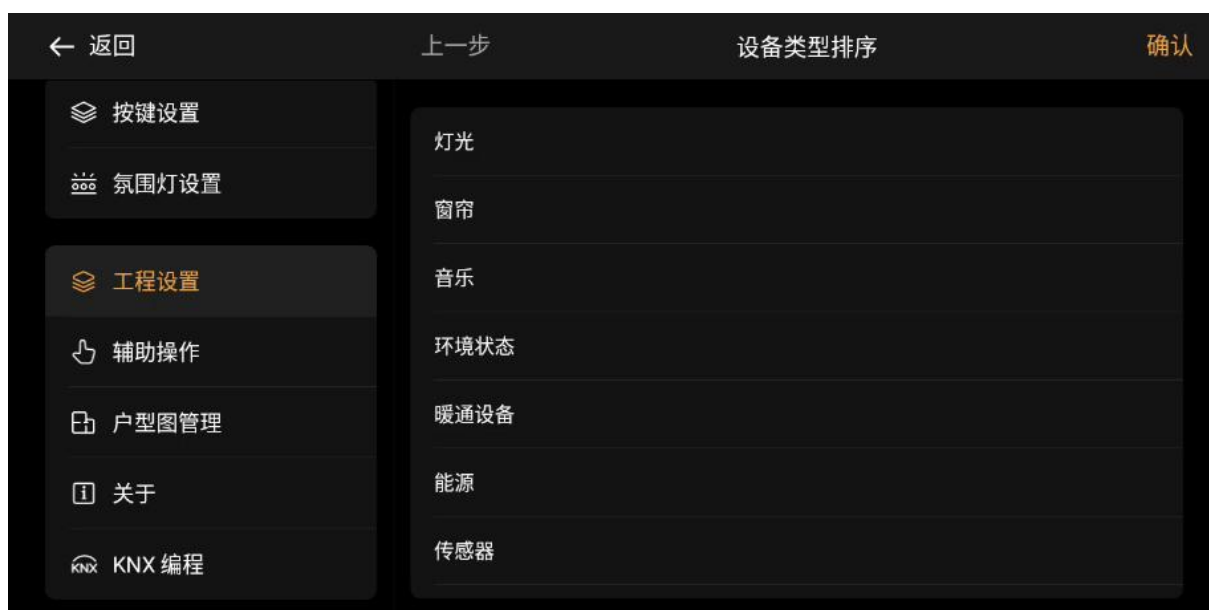 返回
上一步
设备类型排序
确认
按键设置
氛围灯设置
工程设置
辅助操作
户型图管理
关于
KNX
KNX 编程
灯光
窗帘
音乐
环境状态
暖通设备
能源
传感器